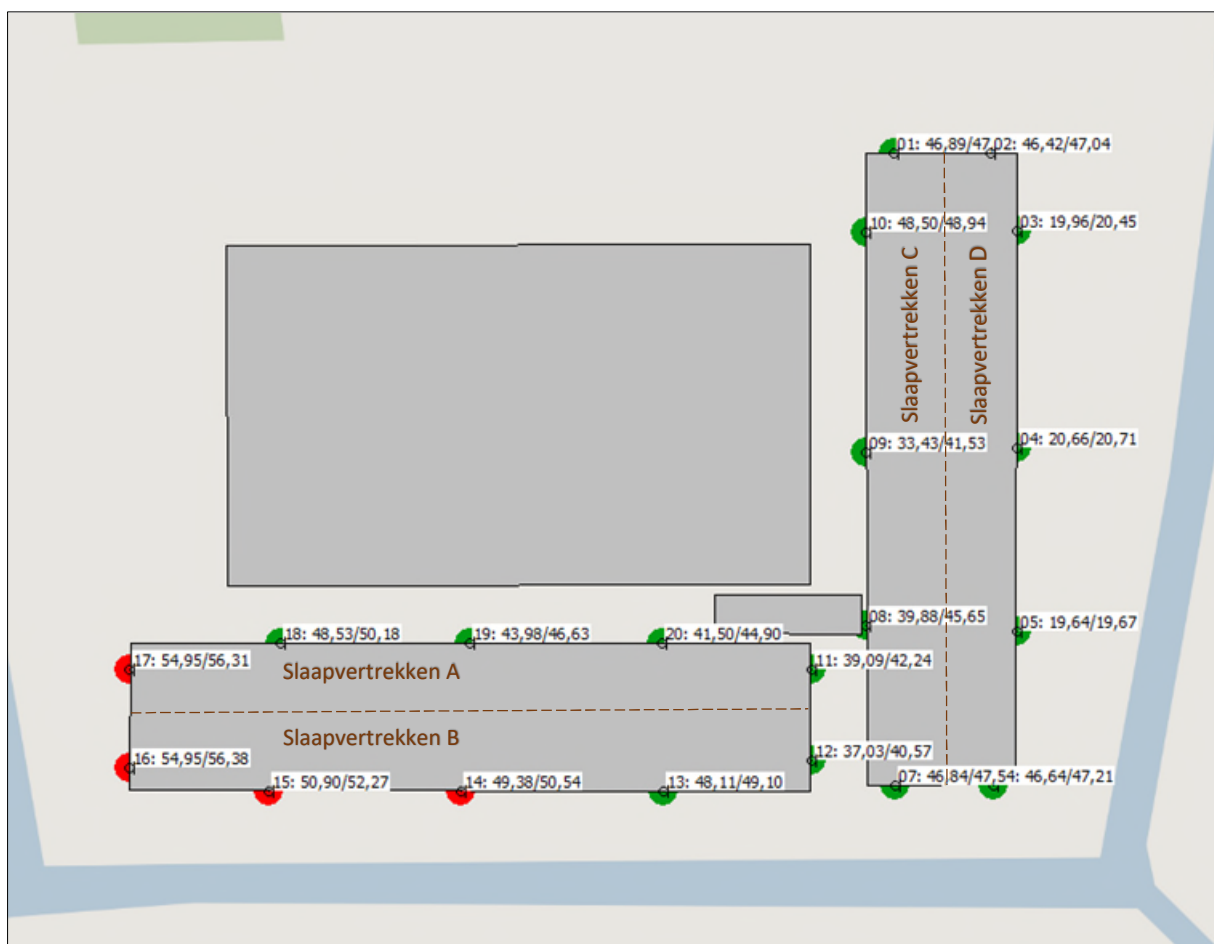 01: 46,89/47,02: 46,42/47,04
10: 48,50/48,94
03: 19,96/20,45
Slaapvertrekken C
Slaapvertrekken D
09: 33,43/41,53
04: 20,66/20,71
08: 39,88/45,65
05: 19,64/19,67
18: 48,53/50,18
19: 43,98/46,63
20: 41,50/44,90
17: 54,95/56,31
Slaapvertrekken A
11: 39,09/42,24
Slaapvertrekken B
16: 54,95/56,38
12: 37,03/40,57
15: 50,90/52,27
14: 49,38/50,54
13: 48,11/49,10
07: 46,84/47,54: 46,64/47,21